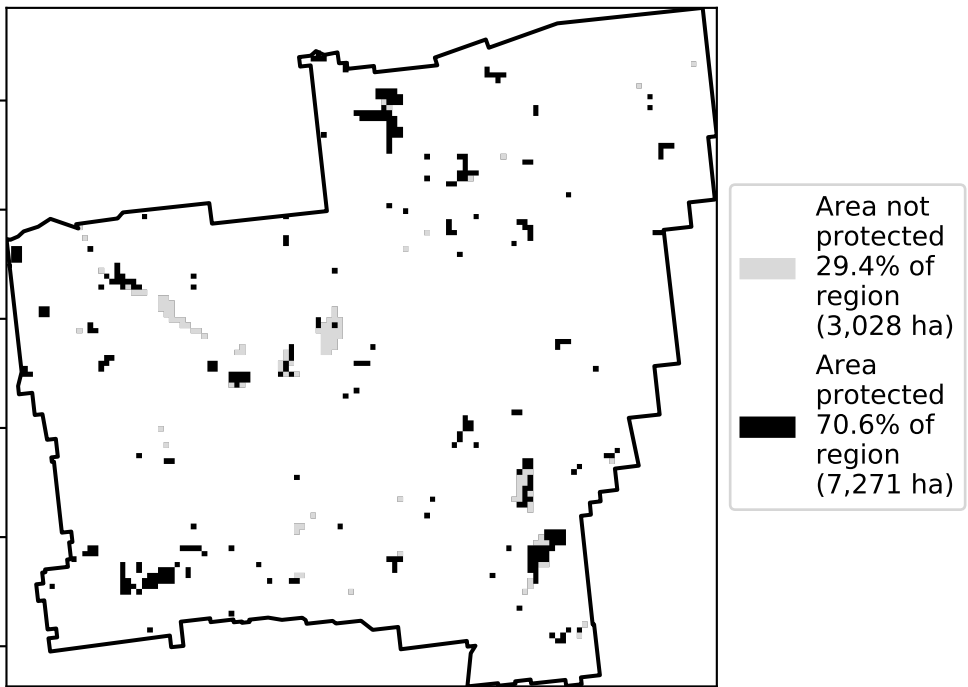 Area not
protected
29.4% of
region
(3,028 ha)
Area
protected
70.6% of
region
(7,271 ha)